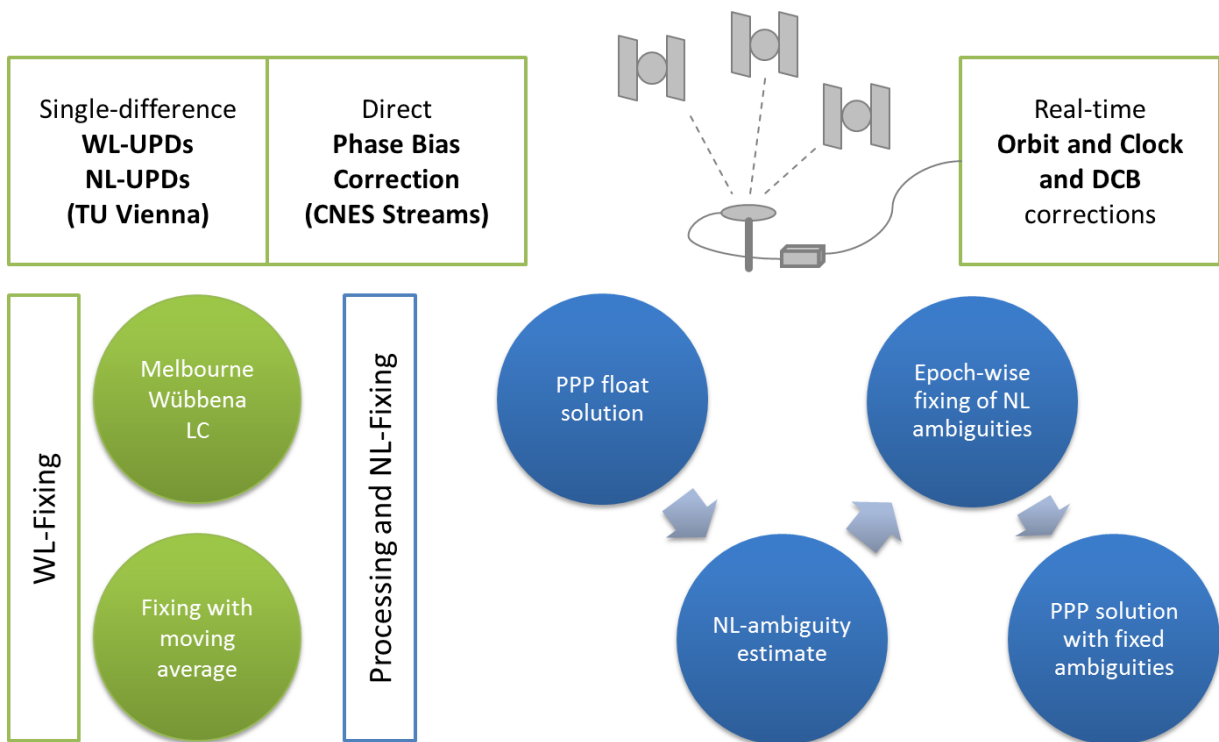 Single-difference
WL-UPDs
NL-UPDs
(TU Vienna)
Direct
Phase Bias
Correction
(CNES Streams)
Real-time
Orbit and Clock
and DCB
corrections
WL-Fixing
Melbourne
Wübbena
LC
Fixing with
moving
average
Processing and NL-Fixing
PPP float
solution
NL-ambiguity
estimate
Epoch-wise
fixing of NL
ambiguities
PPP solution
with fixed
ambiguities